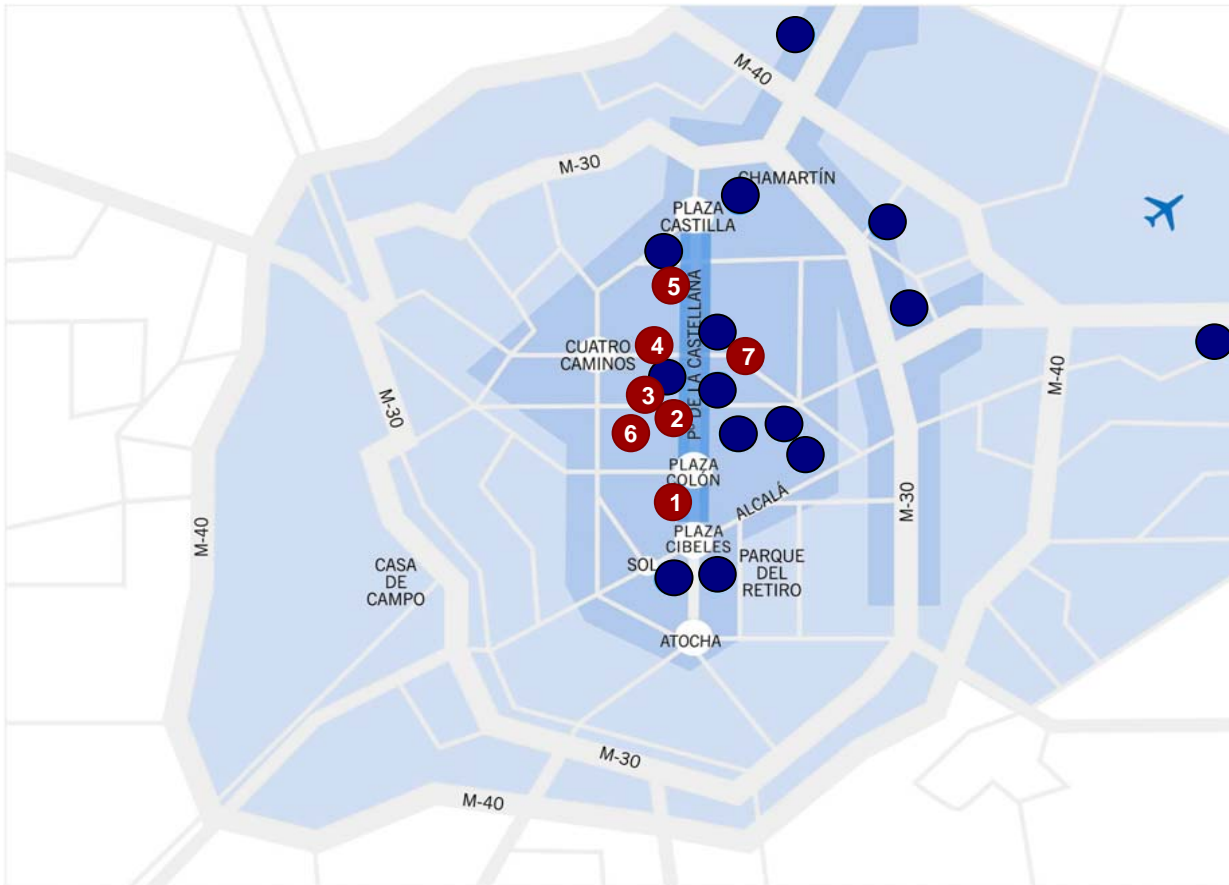 M-40
M-30
CHAMARTÍN
PLAZA
CASTILLA
5
Pº DE LA CASTELLANA
4
CUATRO
CAMINOS
7
3
2
6
M-30
M-40
PLAZA
COLÓN
1
ALCALÁ
M-30
M-40
PLAZA
CIBELES
SOL
PARQUE
DEL
RETIRO
CASA
DE
CAMPO
ATOCHA
M-30
M-40